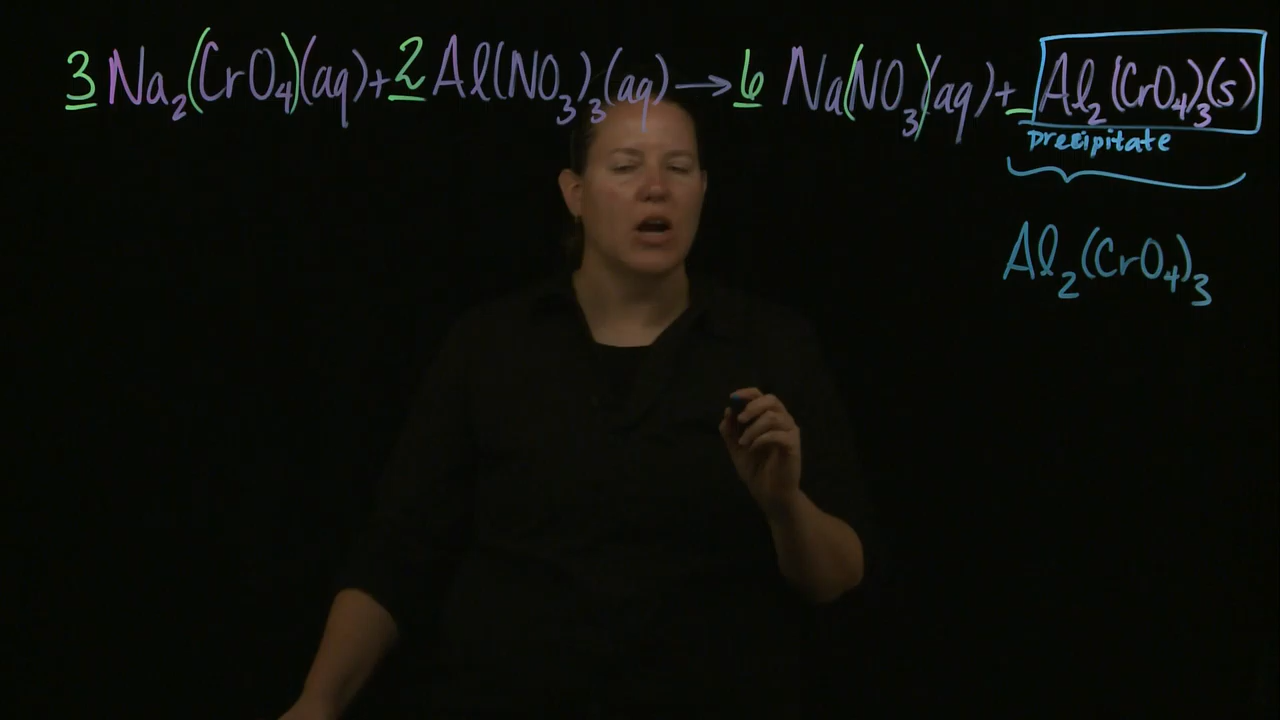 3 Na₂(CrO₄)(aq) + 2 Al(NO₃)₃(aq) → 6 Na(NO₃)(aq) + _ Al₂(CrO₄)₃(s)
precipitate
Al₂(CrO₄)₃